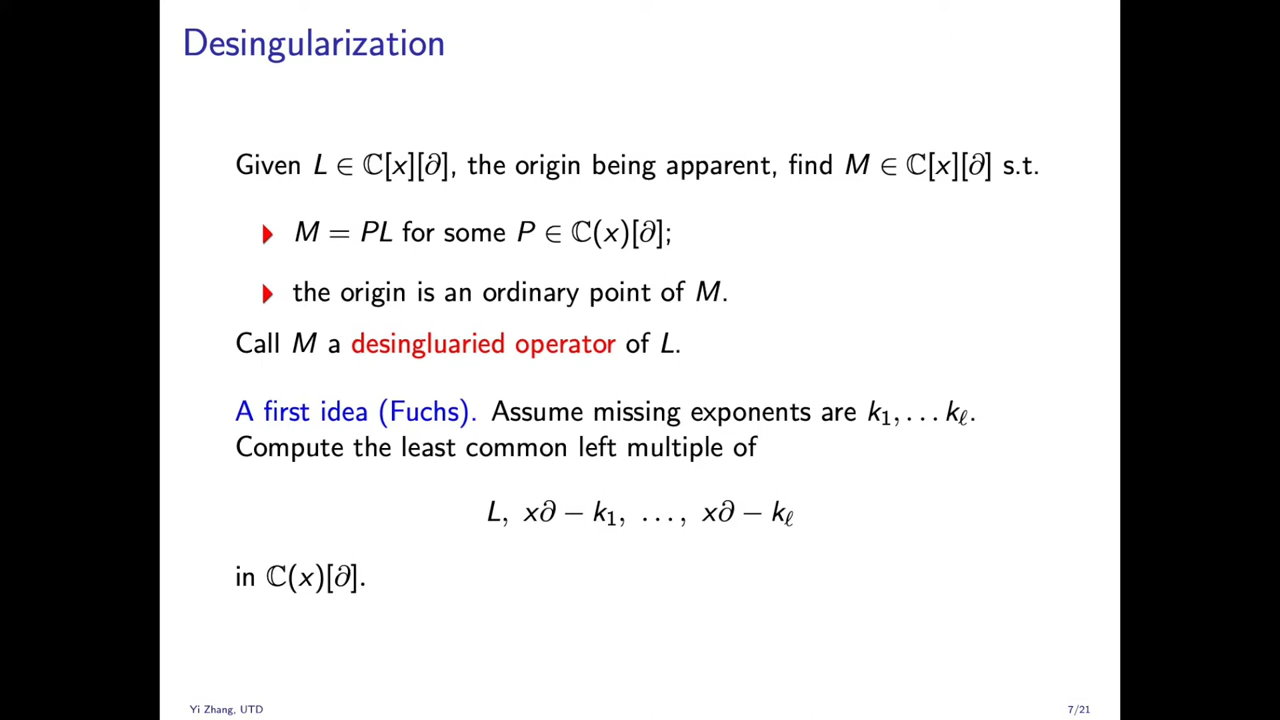 Desingularization
Given L ∈ ℂ[x][∂], the origin being apparent, find M ∈ ℂ[x][∂] s.t.
M = PL for some P ∈ ℂ(x)[∂];
the origin is an ordinary point of M.
Call M a desingluaried operator of L.
A first idea (Fuchs). Assume missing exponents are k₁, . . . kℓ.
Compute the least common left multiple of
L, x∂ − k₁, . . . , x∂ − kℓ
in ℂ(x)[∂].
Yi Zhang, UTD
7/21